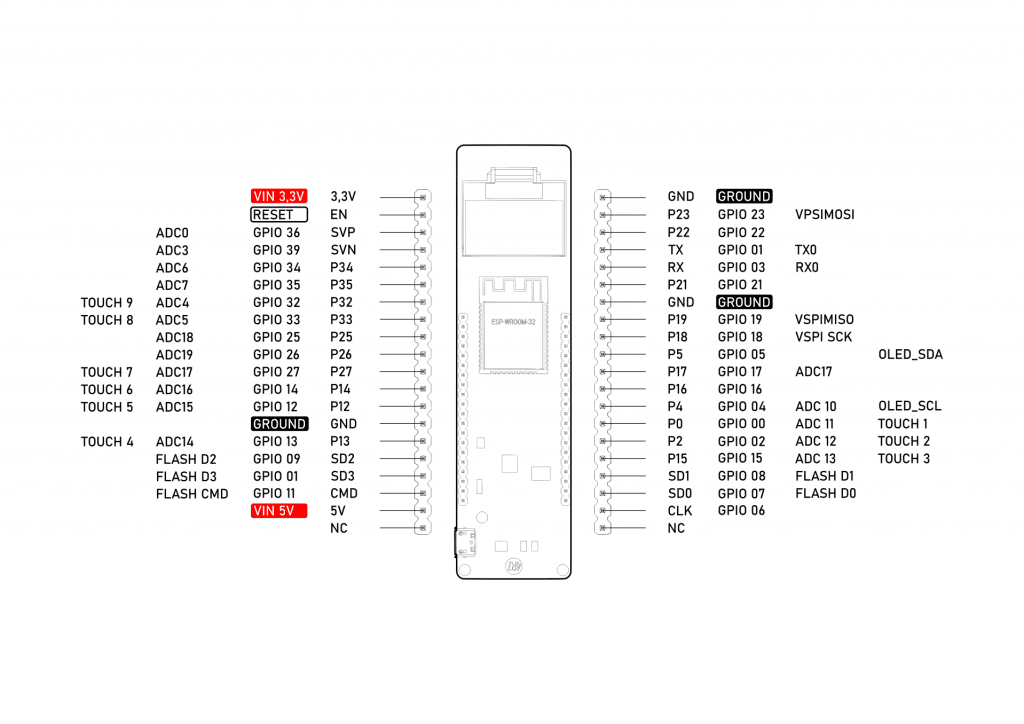 VIN 3,3V 3,3V GND GROUND
RESET EN P23 GPIO 23 VPSIMOSI
ADC0 GPIO 36 SVP P22 GPIO 22
ADC3 GPIO 39 SVN TX GPIO 01 TX0
ADC6 GPIO 34 P34 RX GPIO 03 RX0
ADC7 GPIO 35 P35 P21 GPIO 21
TOUCH 9 ADC4 GPIO 32 P32 GND GROUND
TOUCH 8 ADC5 GPIO 33 P33 ESP-WROOM-32 P19 GPIO 19 VSPIMISO
ADC18 GPIO 25 P25 P18 GPIO 18 VSPI SCK
ADC19 GPIO 26 P26 P5 GPIO 05 OLED_SDA
TOUCH 7 ADC17 GPIO 27 P27 P17 GPIO 17 ADC17
TOUCH 6 ADC16 GPIO 14 P14 P16 GPIO 16
TOUCH 5 ADC15 GPIO 12 P12 P4 GPIO 04 ADC 10 OLED_SCL
GROUND GND P0 GPIO 00 ADC 11 TOUCH 1
TOUCH 4 ADC14 GPIO 13 P13 P2 GPIO 02 ADC 12 TOUCH 2
FLASH D2 GPIO 09 SD2 P15 GPIO 15 ADC 13 TOUCH 3
FLASH D3 GPIO 01 SD3 SD1 GPIO 08 FLASH D1
FLASH CMD GPIO 11 CMD SD0 GPIO 07 FLASH D0
VIN 5V 5V CLK GPIO 06
NC NC